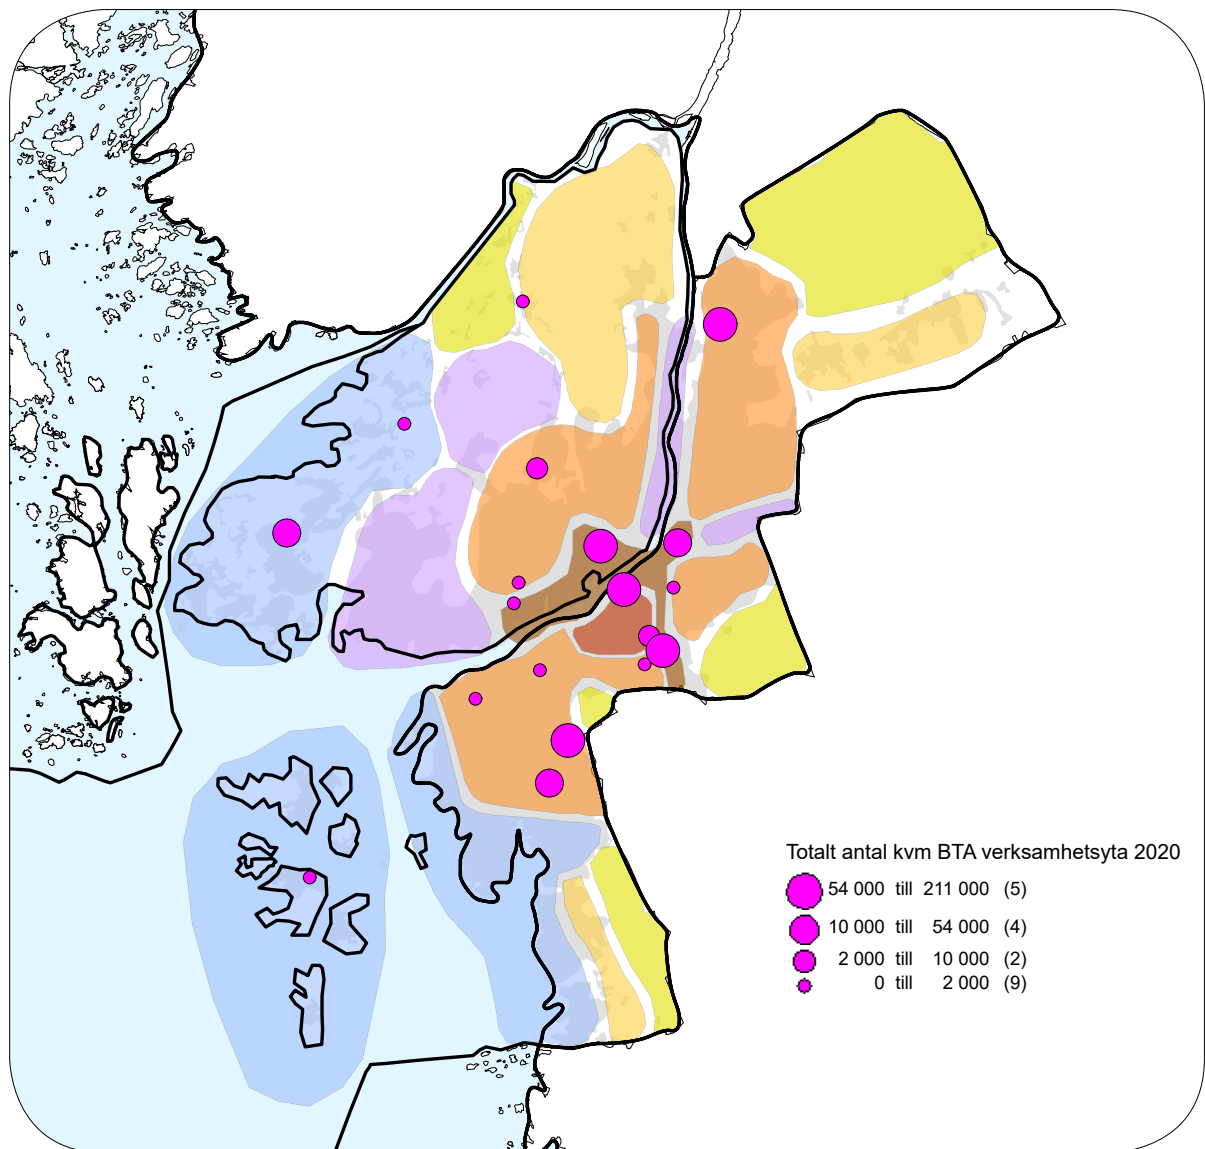 Totalt antal kvm BTA verksamhetsyta 2020
54 000 till 211 000 (5)
10 000 till 54 000 (4)
2 000 till 10 000 (2)
0 till 2 000 (9)